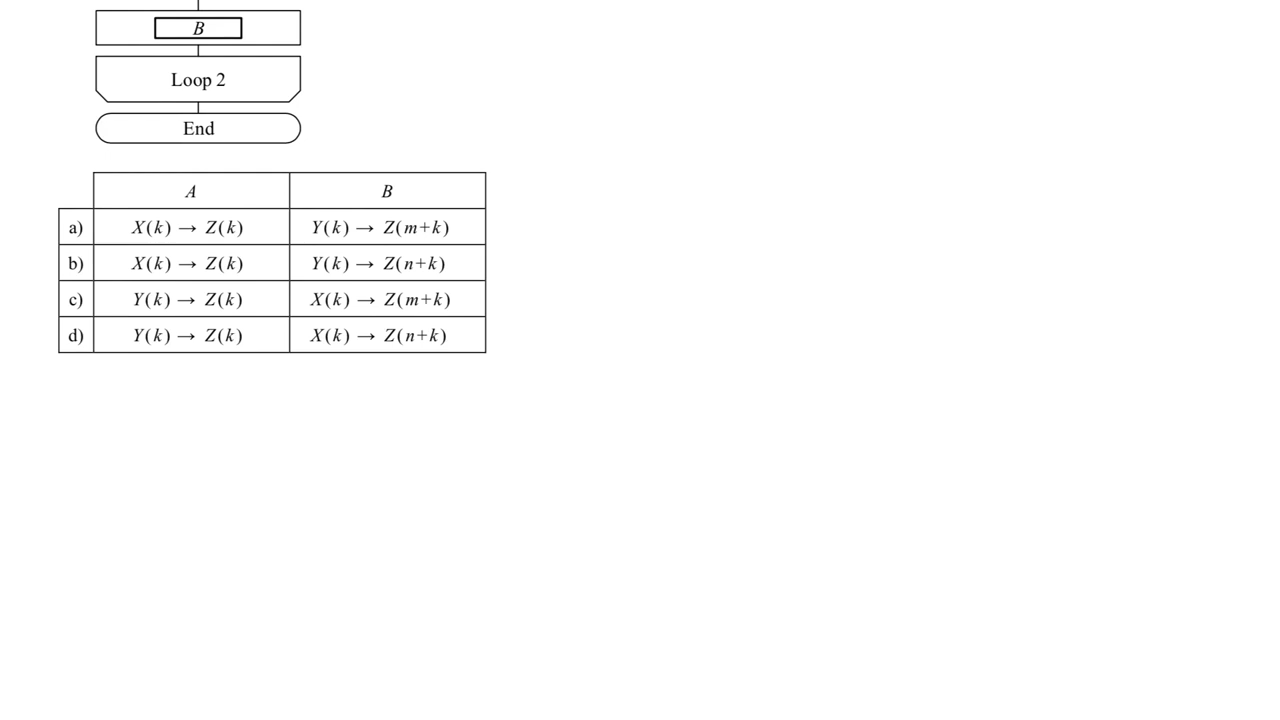 B
Loop 2
End
A B
a) X(k) → Z(k) Y(k) → Z(m+k)
b) X(k) → Z(k) Y(k) → Z(n+k)
c) Y(k) → Z(k) X(k) → Z(m+k)
d) Y(k) → Z(k) X(k) → Z(n+k)